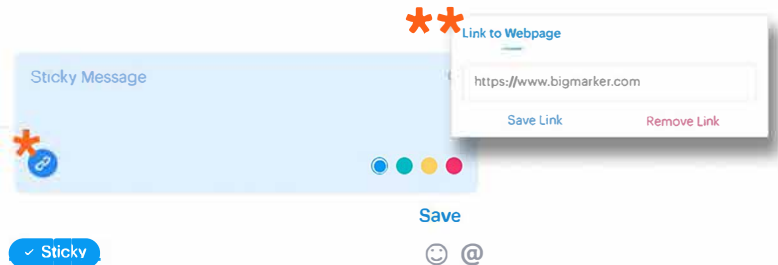 **
Link to Webpage
Sticky Message
https://www.bigmarker.com
Save Link Remove Link
*
Save
✓ Sticky
@